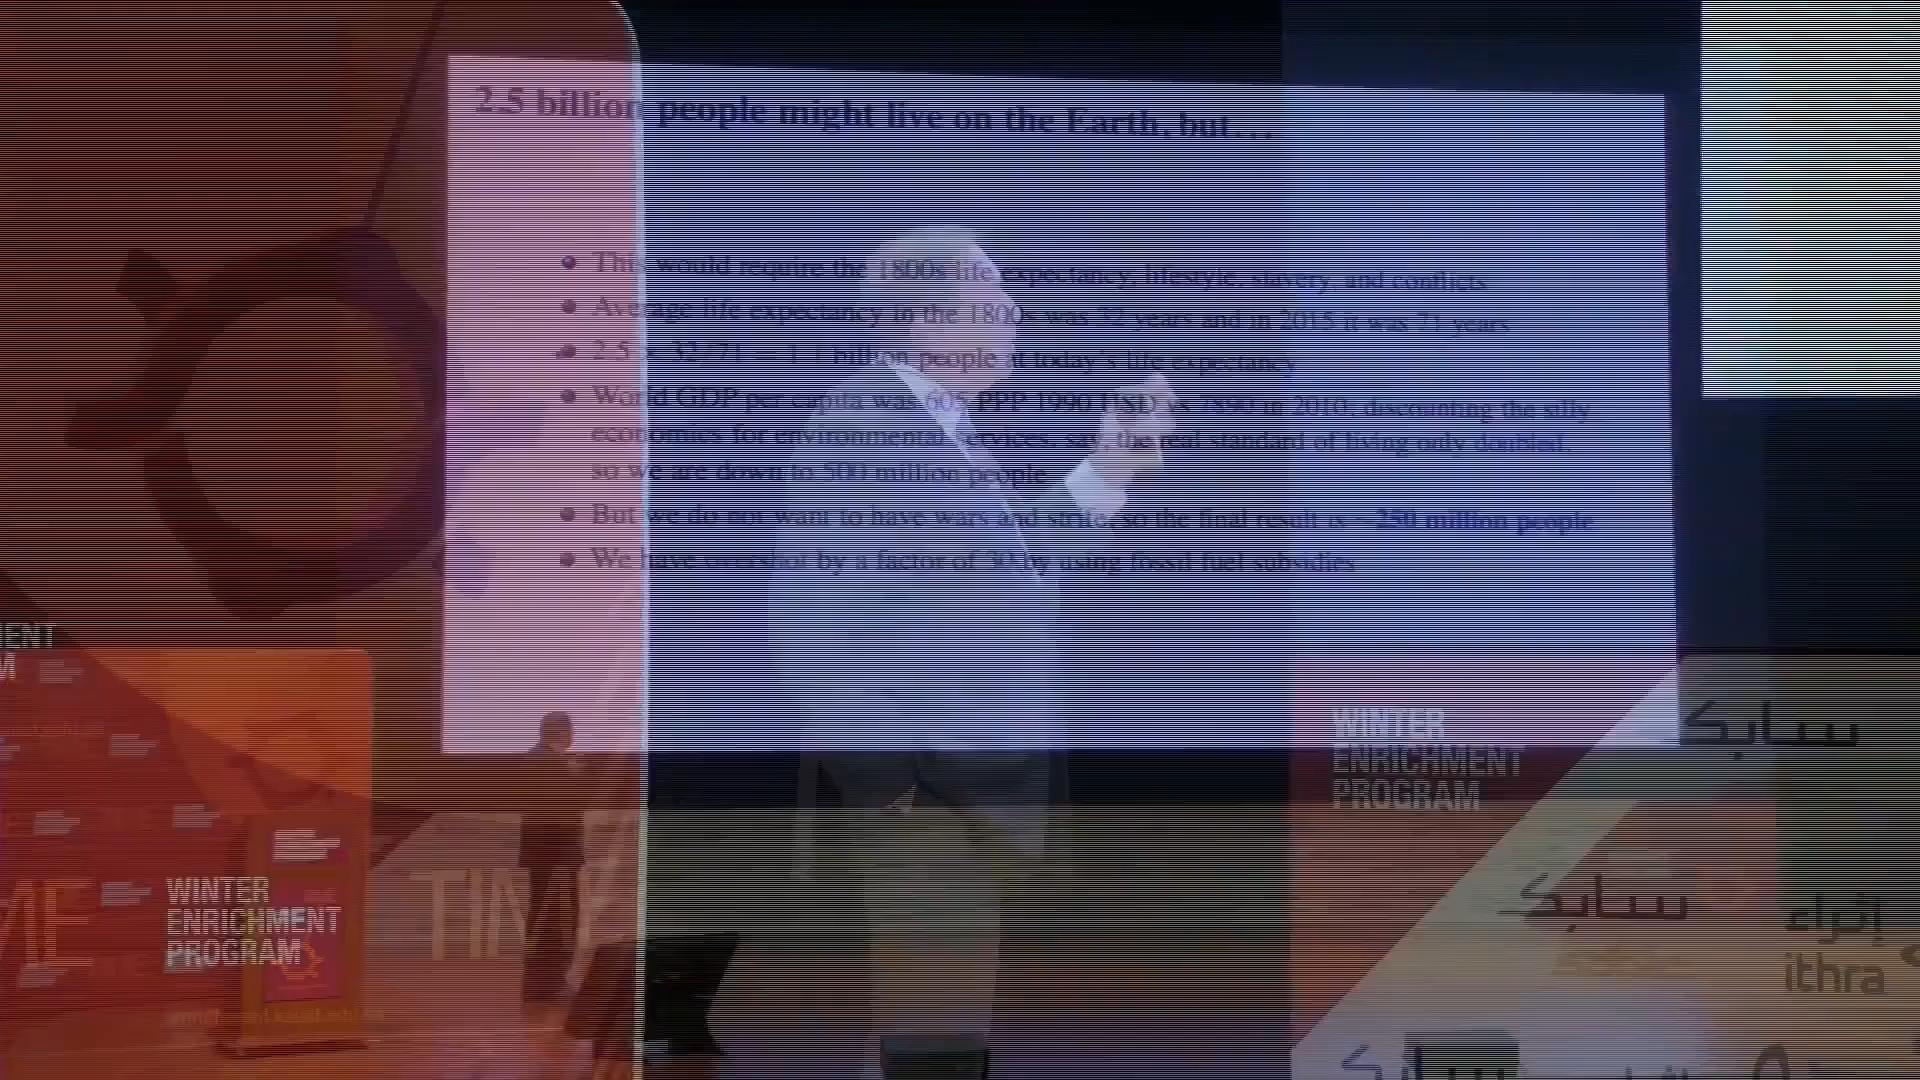 2.5 billion people might live on the Earth, but…
This would require the 1800s life expectancy, lifestyle, slavery, and conflicts
Average life expectancy in the 1800s was 32 years and in 2015 it was 71 years
2.5 × 32/71 = 1.1 billion people at today's life expectancy
World GDP per capita was 605 PPP 1990 USD vs 7890 in 2010; discounting the silly
economics for environmental services, say, the real standard of living only doubled,
so we are down to 500 million people
But we do not want to have wars and strife, so the final result is ~250 million people
We have overshot by a factor of 30 by using fossil fuel subsidies
WINTER
ENRICHMENT
PROGRAM
سابك
سابك
إثراء
ithra
WINTER
ENRICHMENT
PROGRAM
TIM
سابك